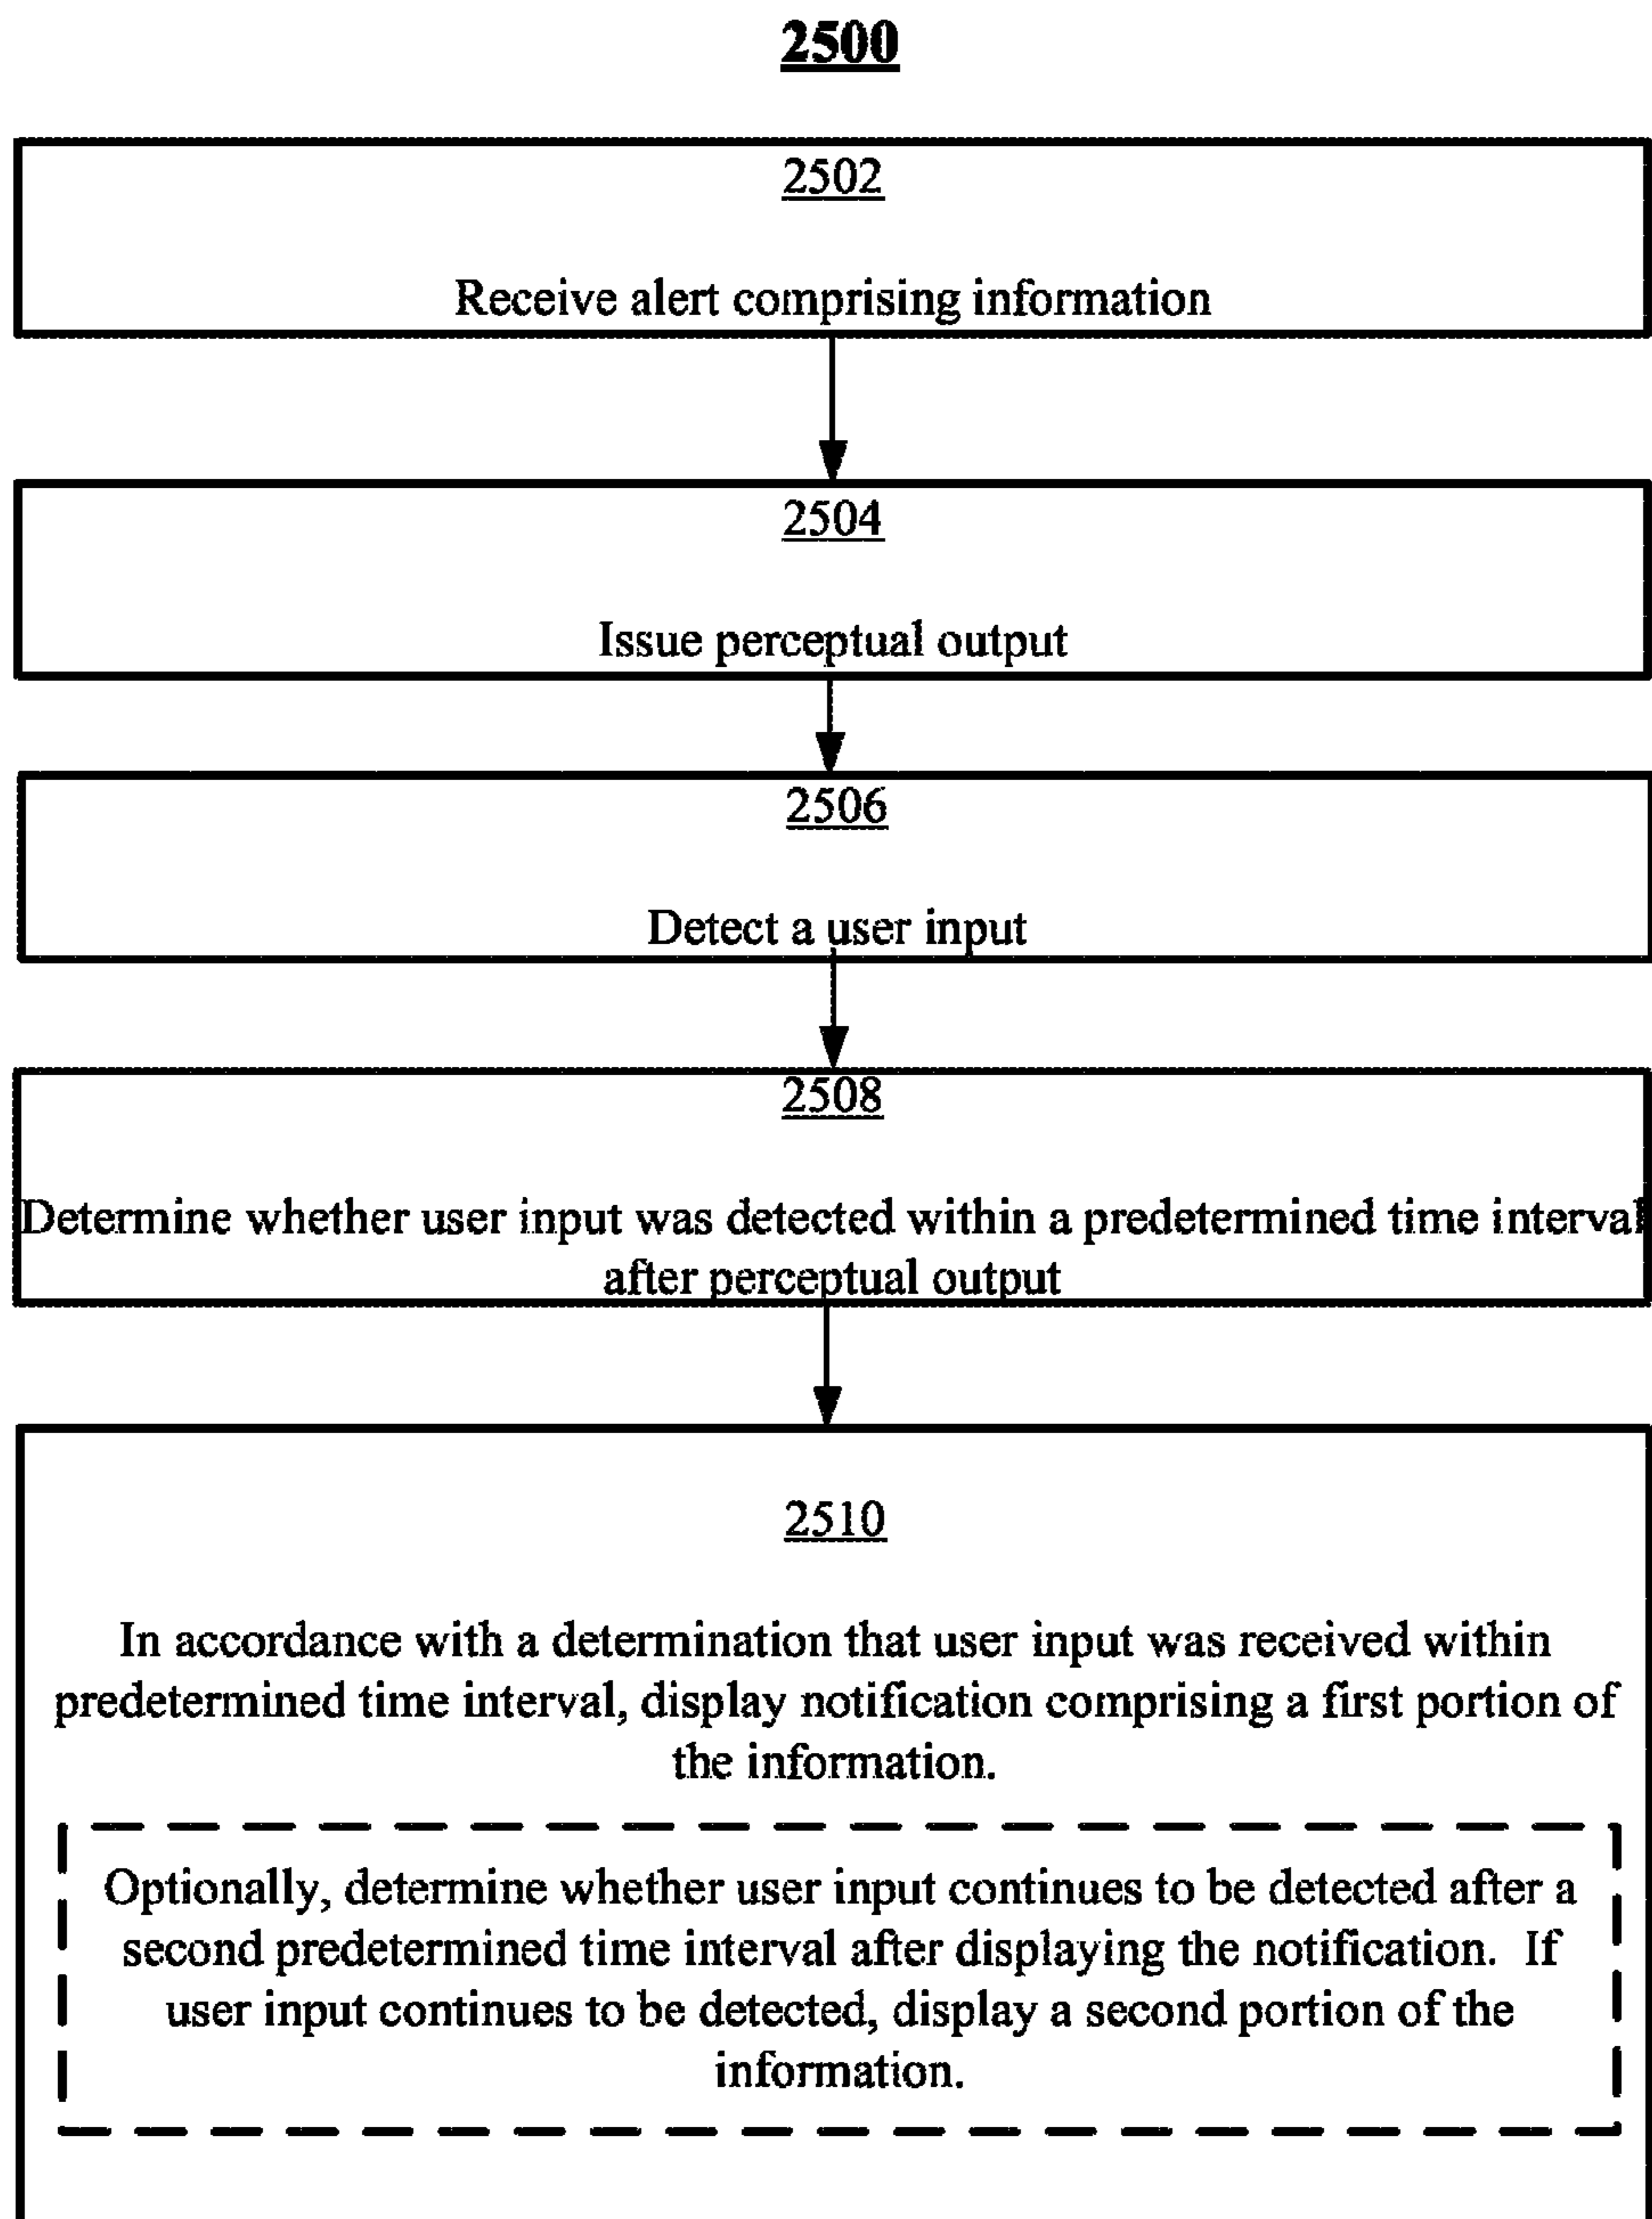 2500
2502
Receive alert comprising information
2504
Issue perceptual output
2506
Detect a user input
2508
Determine whether user input was detected within a predetermined time interval
after perceptual output
2510
In accordance with a determination that user input was received within
predetermined time interval, display notification comprising a first portion of
the information.
Optionally, determine whether user input continues to be detected after a
second predetermined time interval after displaying the notification. If
user input continues to be detected, display a second portion of the
information.